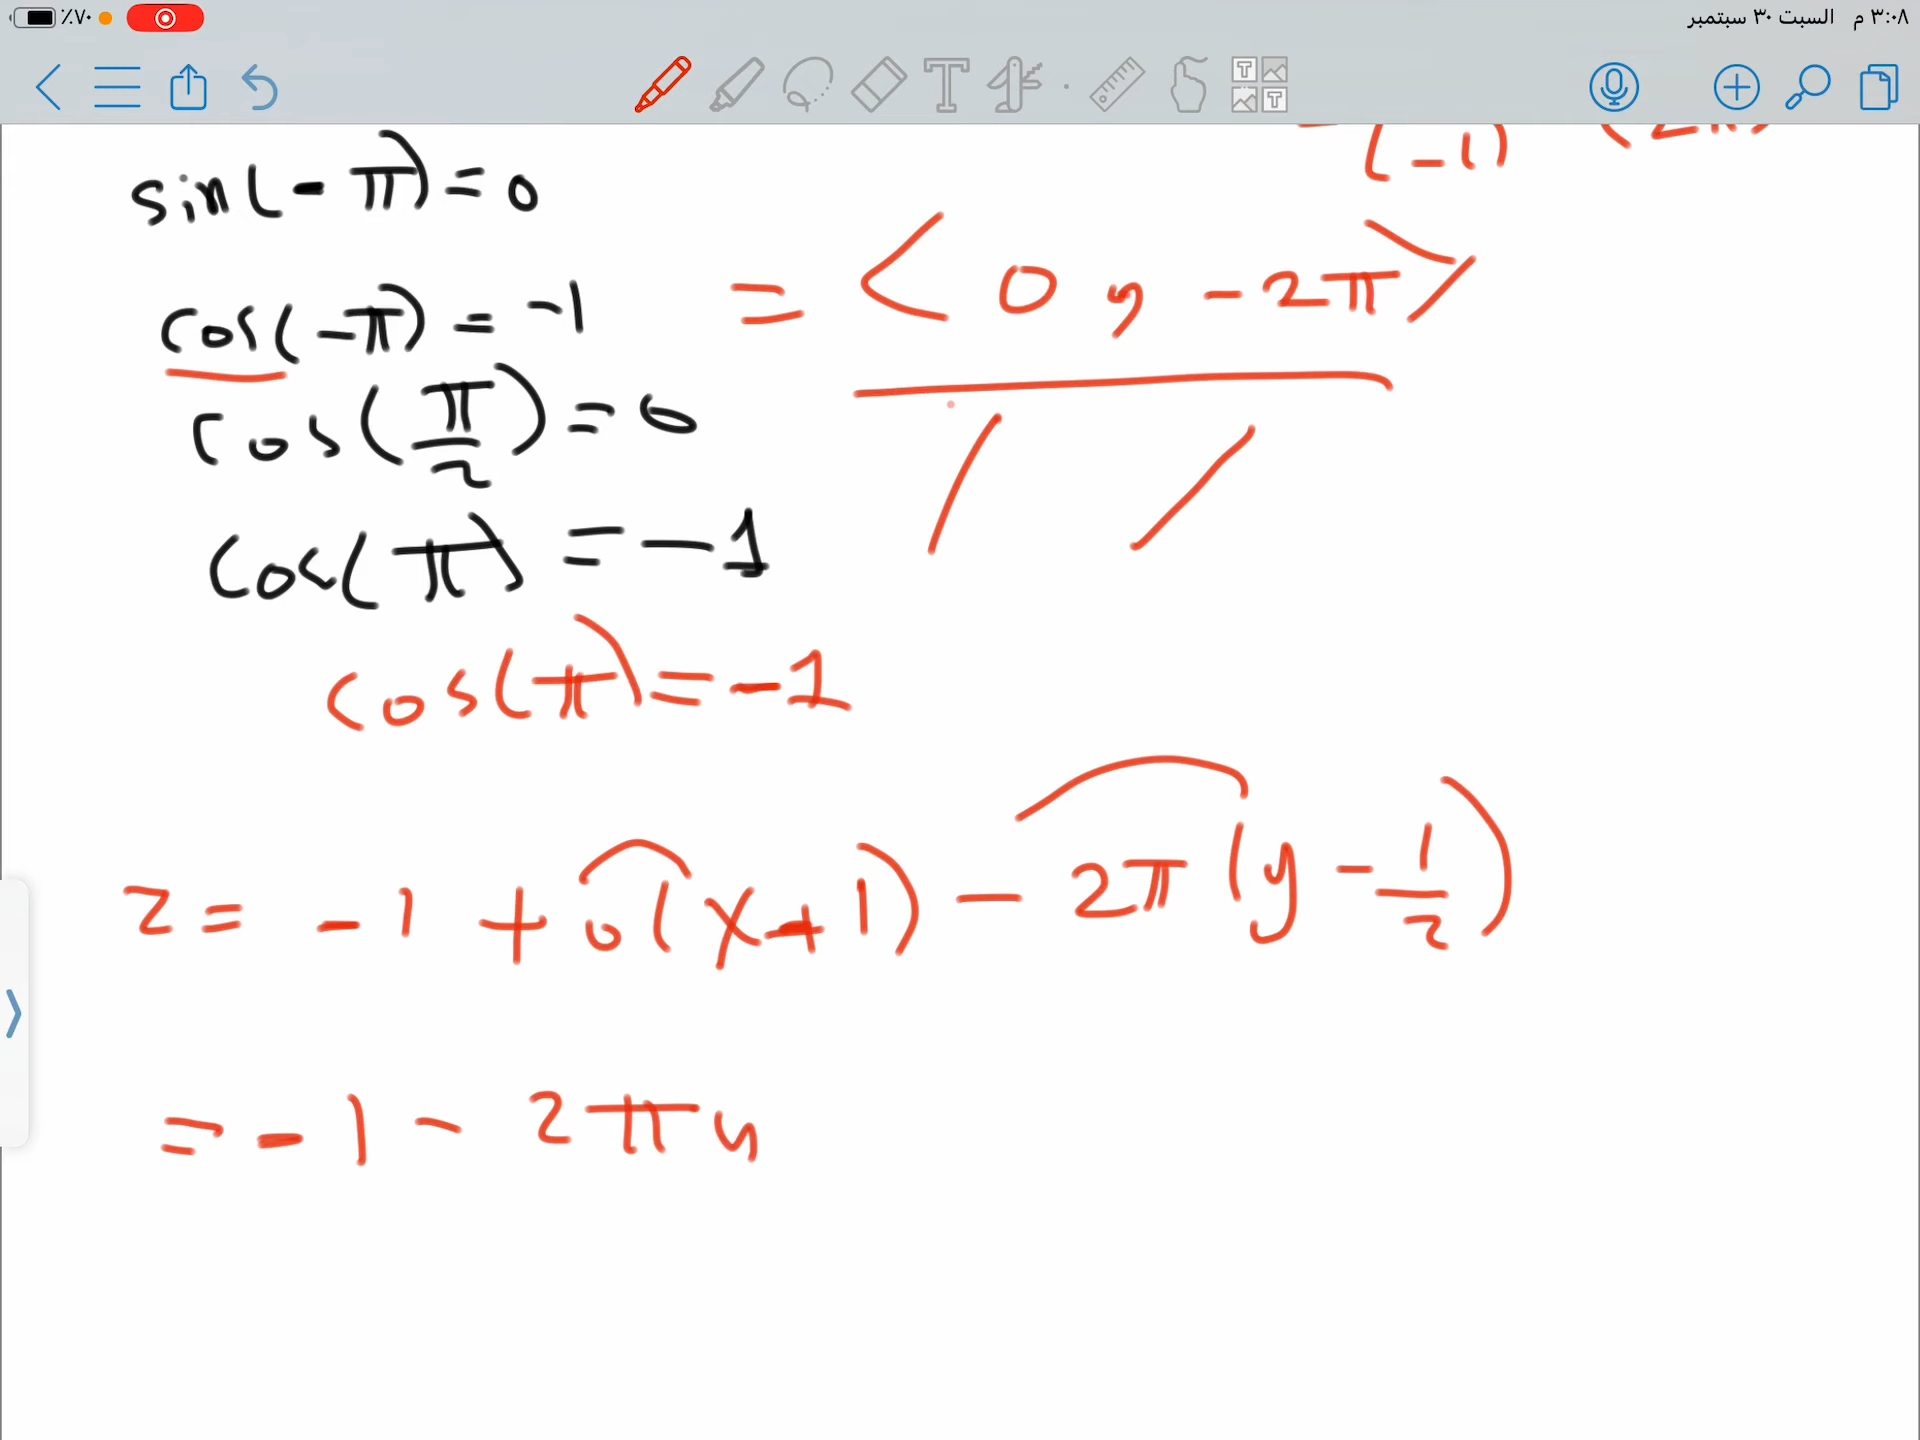 ٪٧٠
٣:٠٨ م السبت ٣٠ سبتمبر
sin(-π)=0
cos(-π)=-1
cos(π/2)=0
cos(π)=-1
cos(π)=-1
(-1)
=<0, -2π>
z= -1 + 0(x+1) - 2π(y - 1/2)
= -1 - 2πy